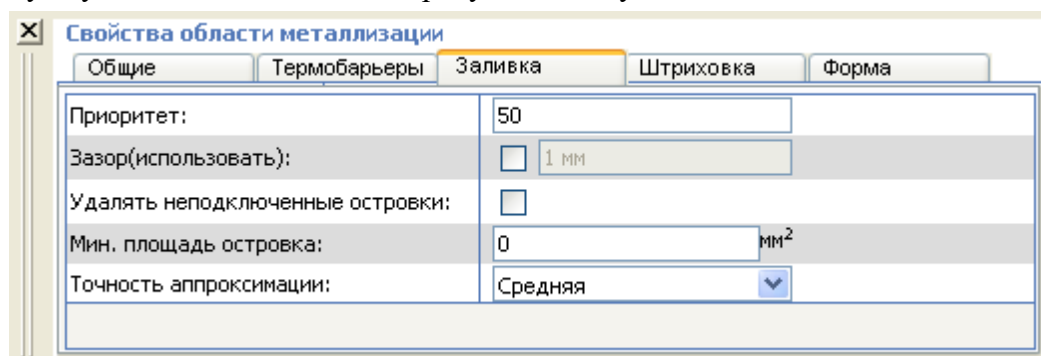 Свойства области металлизации
Общие Термобарьеры Заливка Штриховка Форма
Приоритет: 50
Зазор(использовать): 1 мм
Удалять неподключенные островки:
Мин. площадь островка: 0 мм²
Точность аппроксимации: Средняя